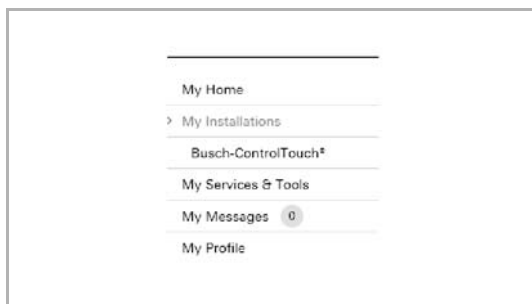 My Home
> My Installations
Busch-ControlTouch®
My Services & Tools
My Messages 0
My Profile